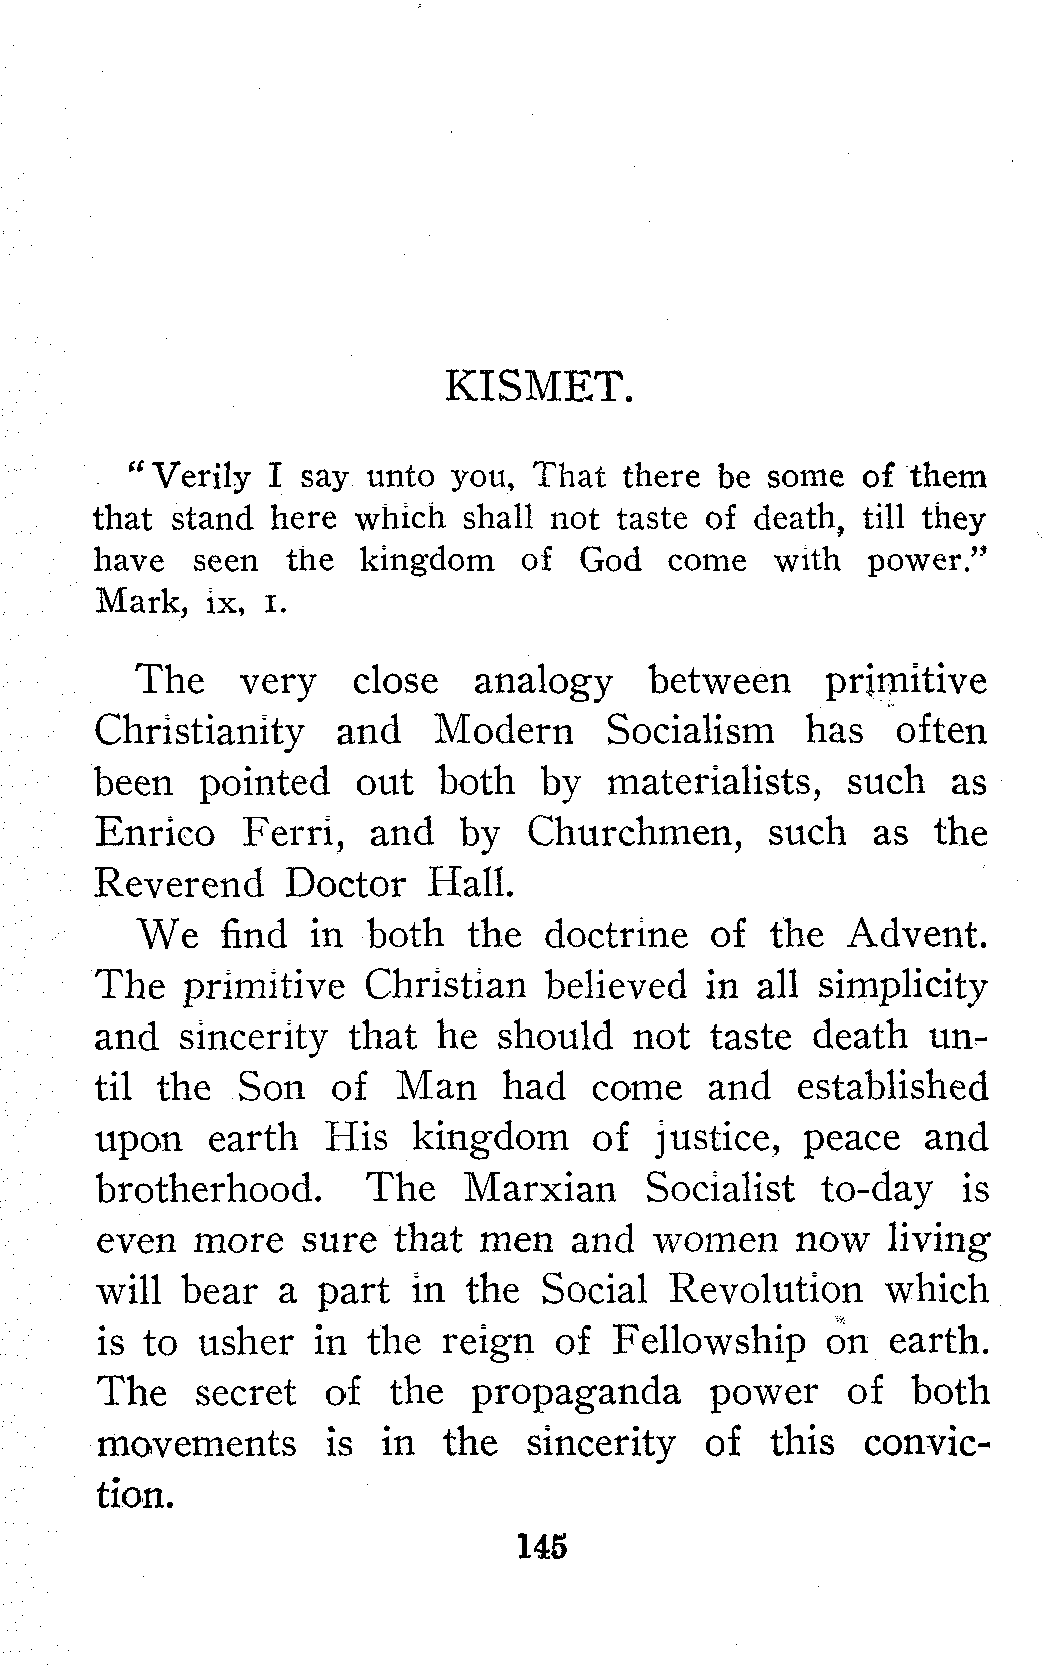 KISMET.
“Verily I say unto you, That there be some of them
that stand here which shall not taste of death, till they
have seen the kingdom of God come with power.”
Mark, ix, 1.
The very close analogy between primitive
Christianity and Modern Socialism has often
been pointed out both by materialists, such as
Enrico Ferri, and by Churchmen, such as the
Reverend Doctor Hall.
We find in both the doctrine of the Advent.
The primitive Christian believed in all simplicity
and sincerity that he should not taste death un-
til the Son of Man had come and established
upon earth His kingdom of justice, peace and
brotherhood. The Marxian Socialist to-day is
even more sure that men and women now living
will bear a part in the Social Revolution which
is to usher in the reign of Fellowship on earth.
The secret of the propaganda power of both
movements is in the sincerity of this convic-
tion.
145